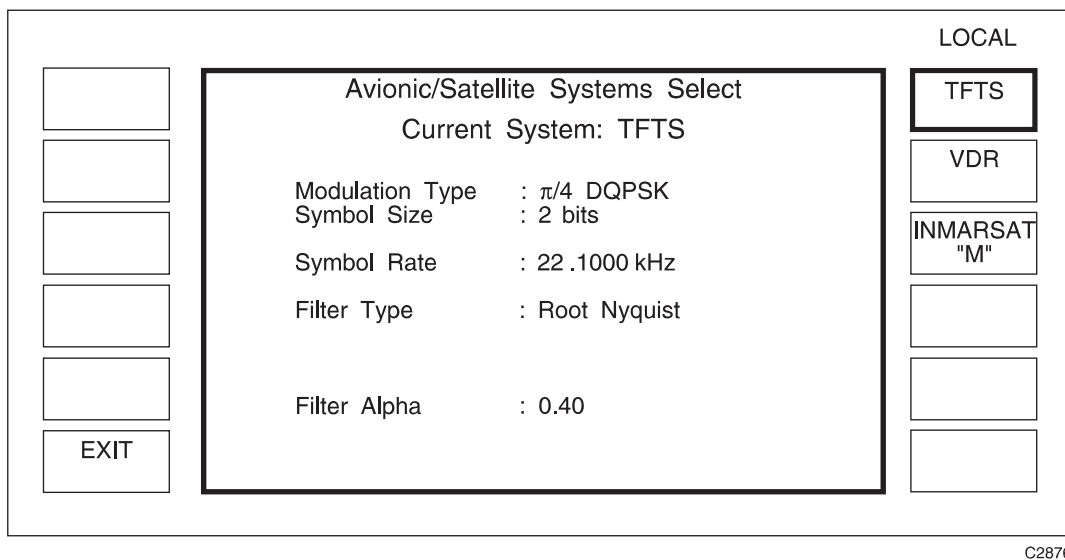 LOCAL
Avionic/Satellite Systems Select
Current System: TFTS
Modulation Type : π/4 DQPSK
Symbol Size : 2 bits
Symbol Rate : 22 .1000 kHz
Filter Type : Root Nyquist
Filter Alpha : 0.40
EXIT
TFTS
VDR
INMARSAT
"M"
C2876